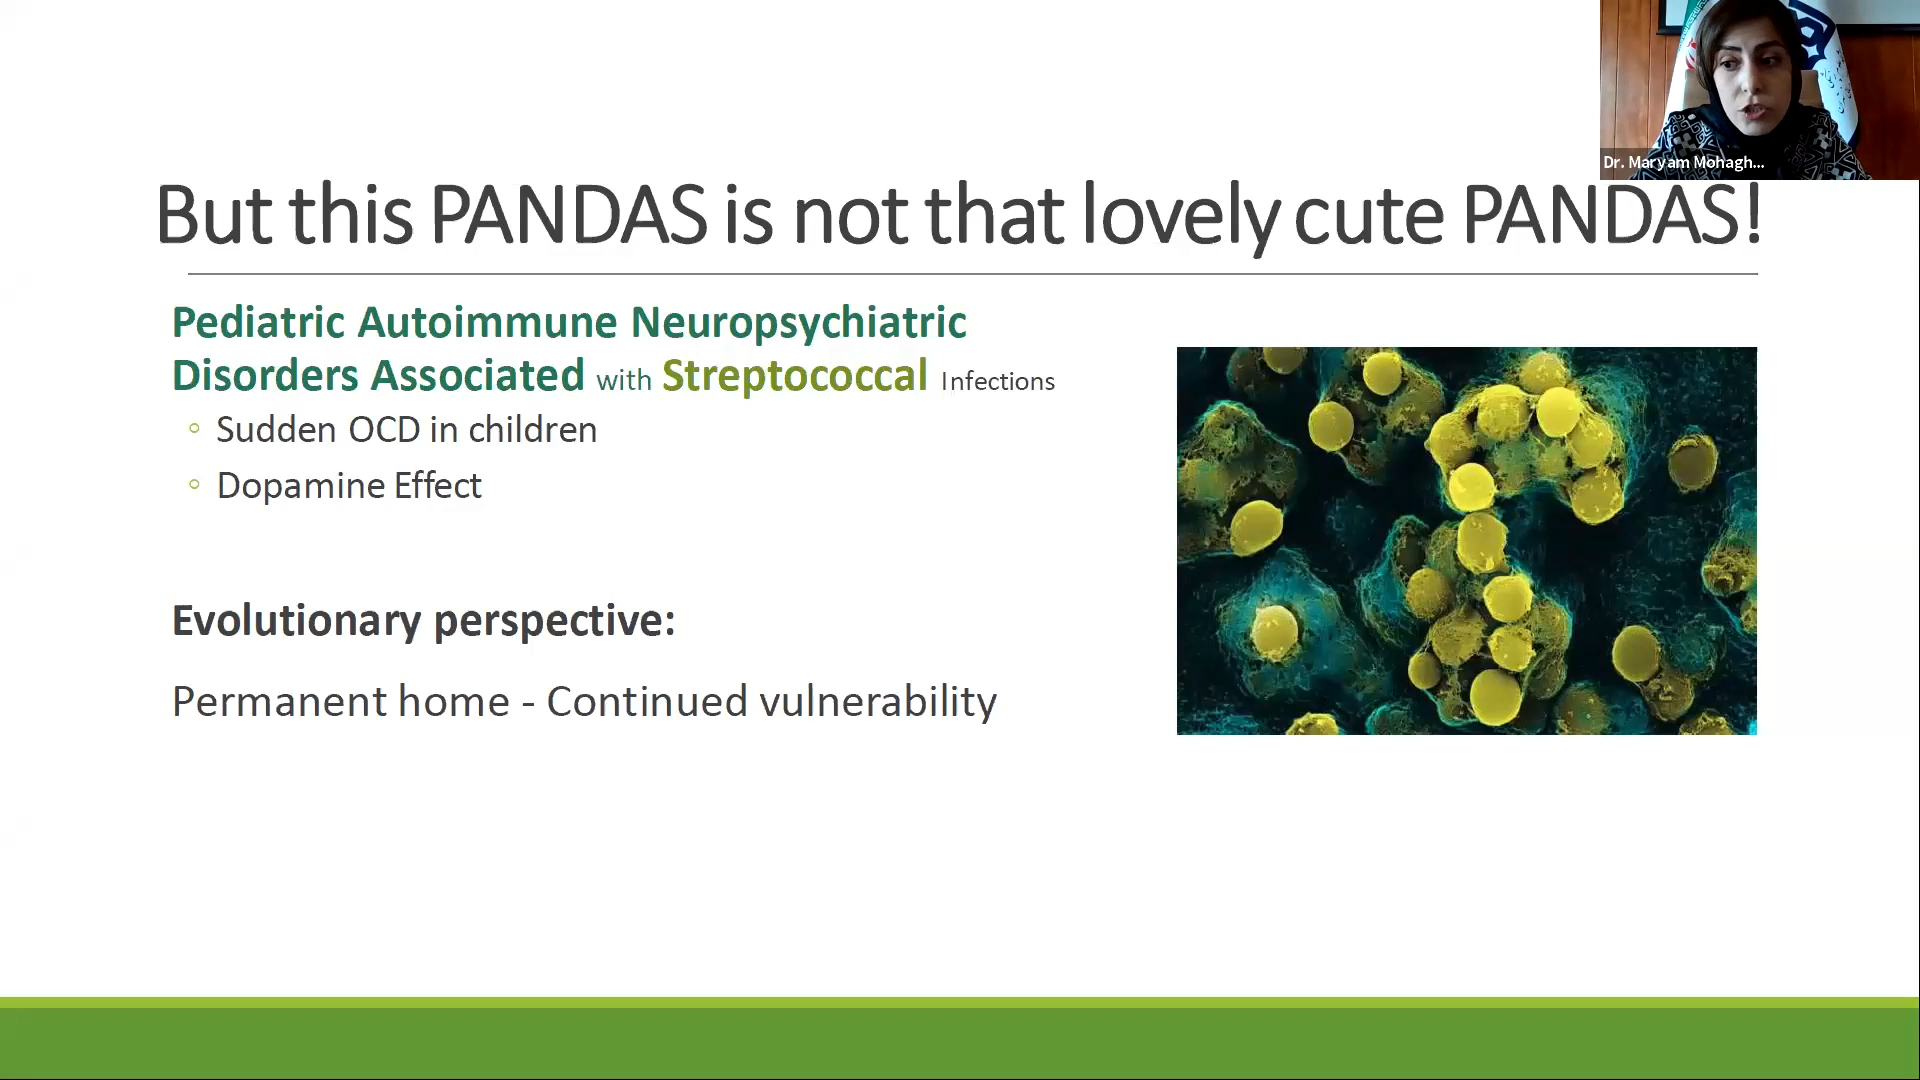 Dr. Maryam Mohagh...
But this PANDAS is not that lovely cute PANDAS!
Pediatric Autoimmune Neuropsychiatric
Disorders Associated with Streptococcal Infections
◦ Sudden OCD in children
◦ Dopamine Effect
Evolutionary perspective:
Permanent home - Continued vulnerability